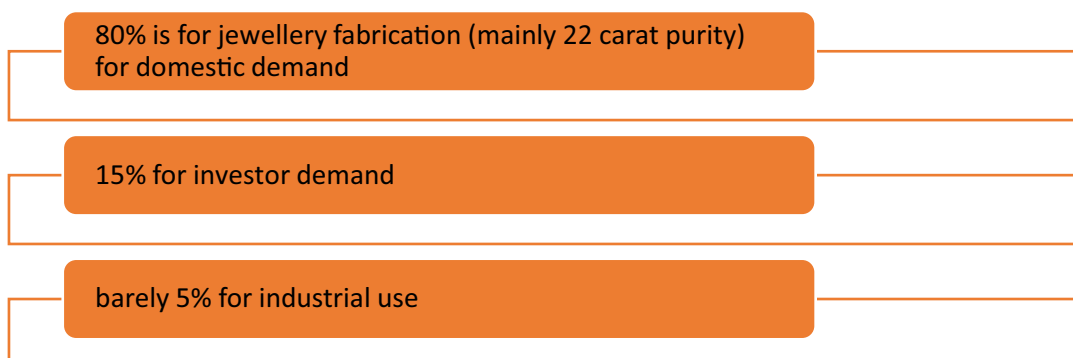 80% is for jewellery fabrication (mainly 22 carat purity)
for domestic demand
15% for investor demand
barely 5% for industrial use